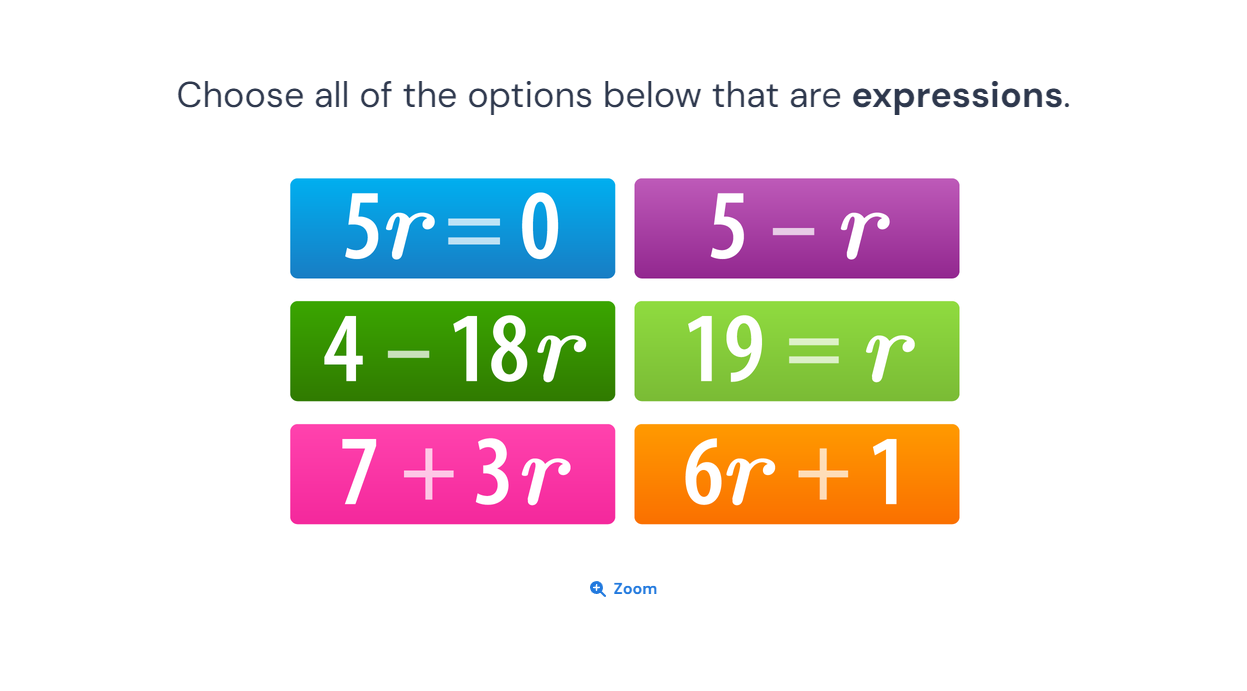 Choose all of the options below that are expressions.
5r = 0
5 − r
4 − 18r
19 = r
7 + 3r
6r + 1
Zoom